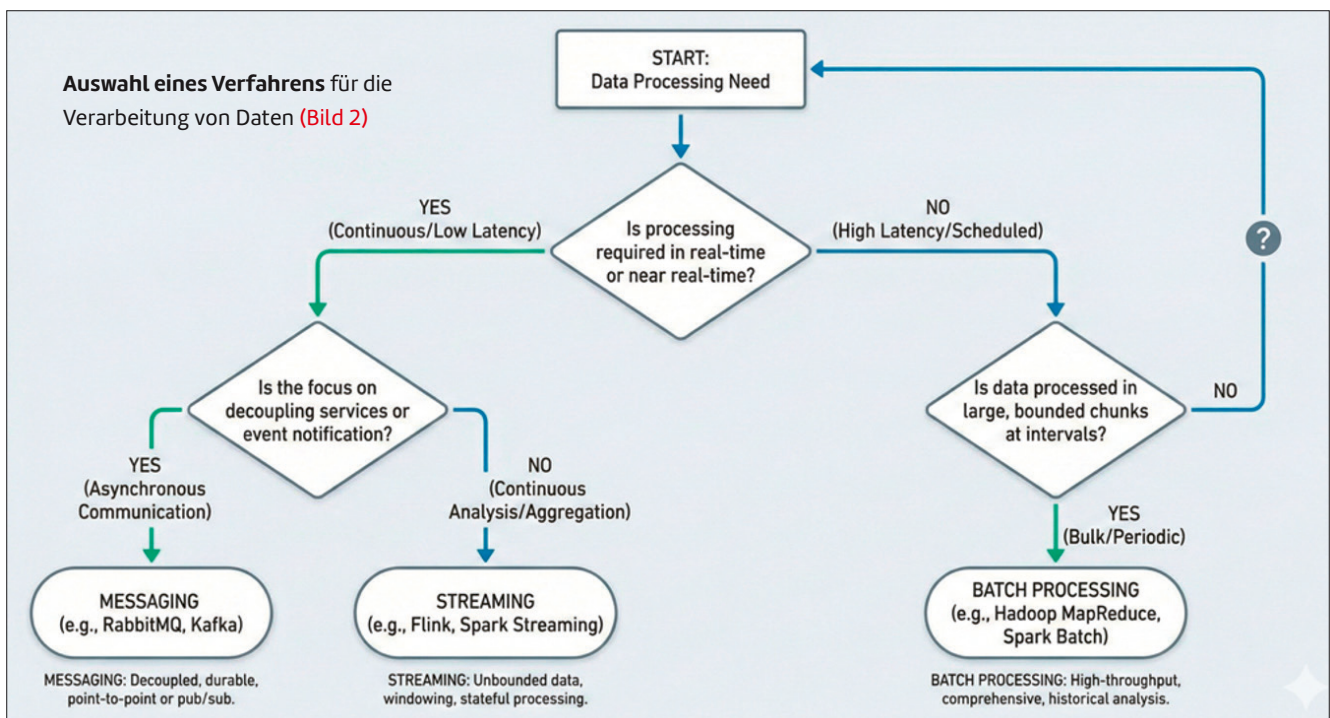 Auswahl eines Verfahrens für die
Verarbeitung von Daten (Bild 2)
START:
Data Processing Need
Is processing
required in real-time
or near real-time?
YES
(Continuous/Low Latency)
NO
(High Latency/Scheduled)
?
Is the focus on
decoupling services or
event notification?
Is data processed in
large, bounded chunks
at intervals?
NO
YES
(Asynchronous
Communication)
NO
(Continuous
Analysis/Aggregation)
YES
(Bulk/Periodic)
MESSAGING
(e.g., RabbitMQ, Kafka)
STREAMING
(e.g., Flink, Spark Streaming)
BATCH PROCESSING
(e.g., Hadoop MapReduce,
Spark Batch)
MESSAGING: Decoupled, durable,
point-to-point or pub/sub.
STREAMING: Unbounded data,
windowing, stateful processing.
BATCH PROCESSING: High-throughput,
comprehensive, historical analysis.